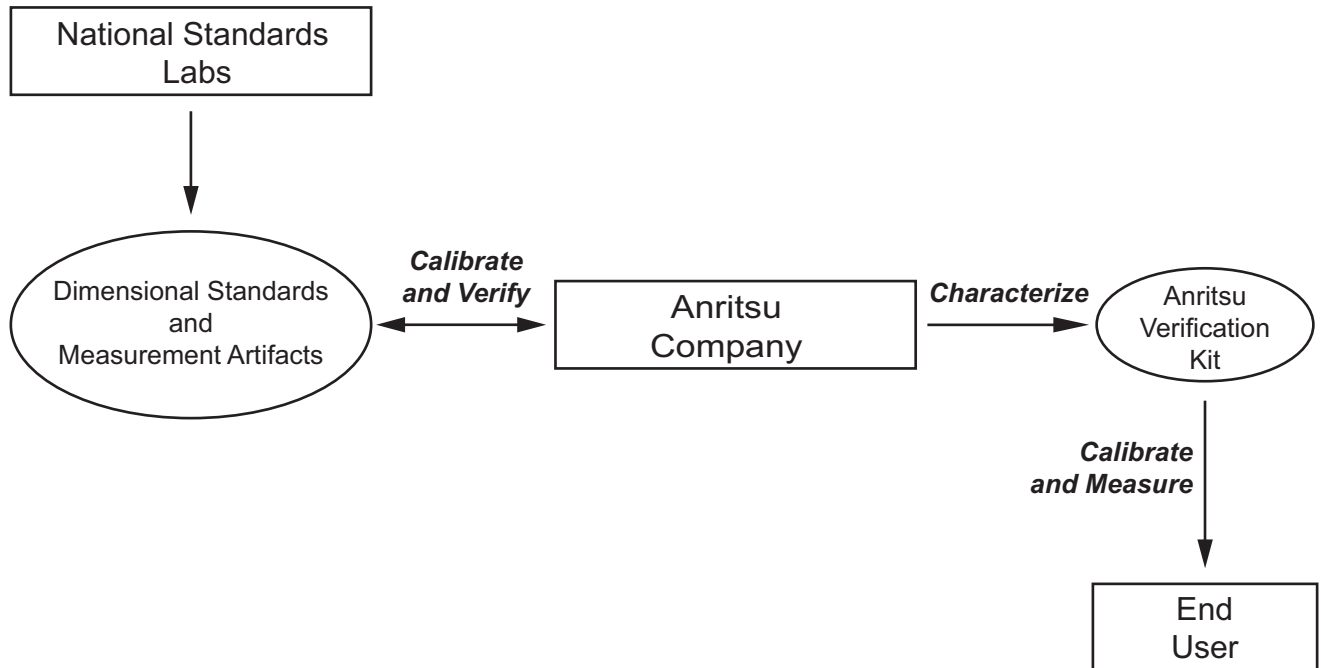 National Standards
Labs
Dimensional Standards
and
Measurement Artifacts
Calibrate
and Verify
Anritsu
Company
Characterize
Anritsu
Verification
Kit
Calibrate
and Measure
End
User